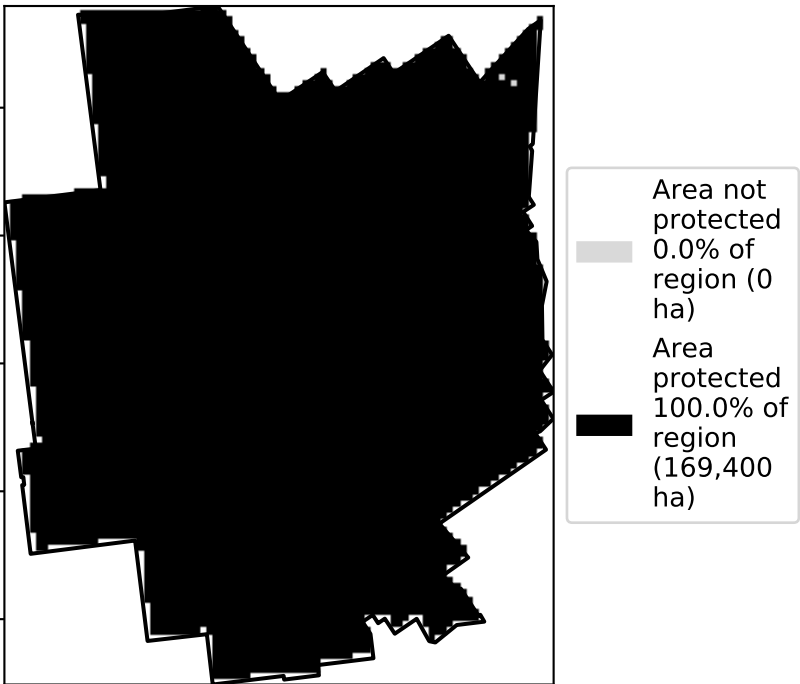 Area not
protected
0.0% of
region (0
ha)
Area
protected
100.0% of
region
(169,400
ha)